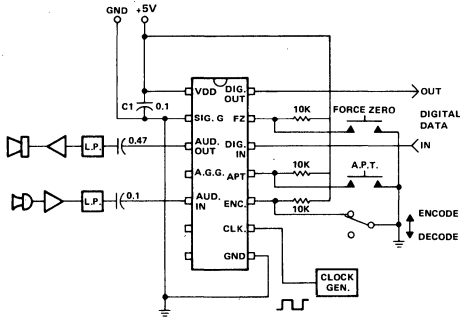 GND +5V
VDD DIG. OUT
OUT
C1 0.1
SIG. G FZ
10K
FORCE ZERO
DIGITAL DATA
L.P.
0.47
AUD. OUT
DIG. IN
IN
10K
A.P.T.
A.G.G. APT
L.P.
0.1
AUD. IN
ENC.
10K
ENCODE
DECODE
CLK.
GND
CLOCK GEN.